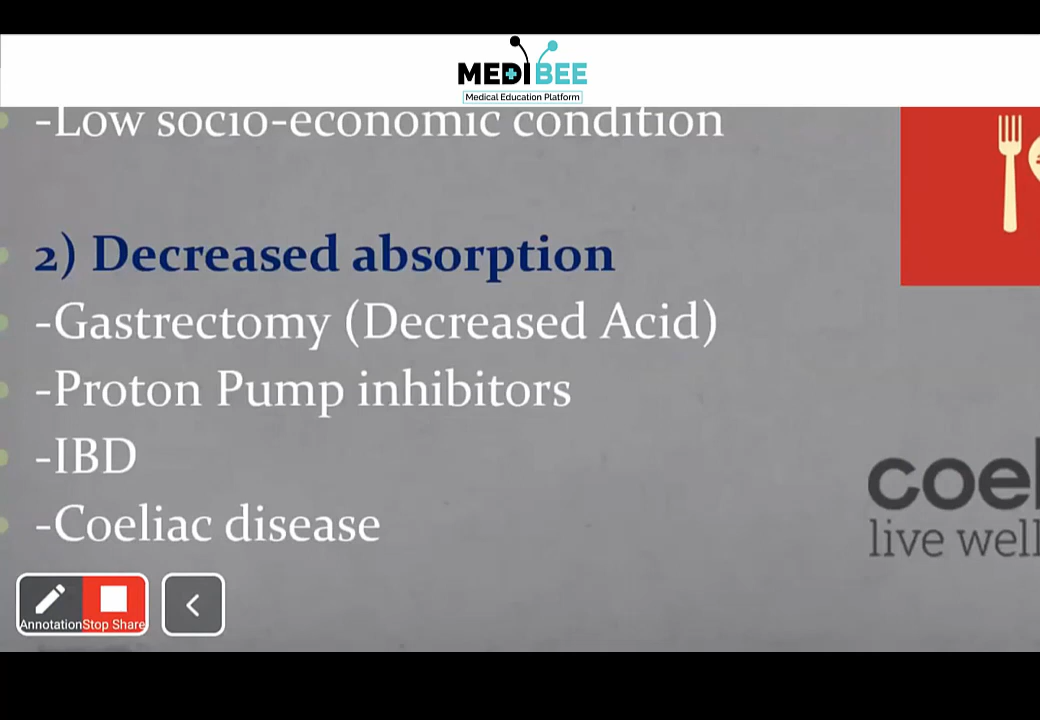 MEDIBEE
Medical Education Platform
-Low socio-economic condition
2) Decreased absorption
-Gastrectomy (Decreased Acid)
-Proton Pump inhibitors
-IBD
-Coeliac disease
coel
live well
Annotation Stop Share